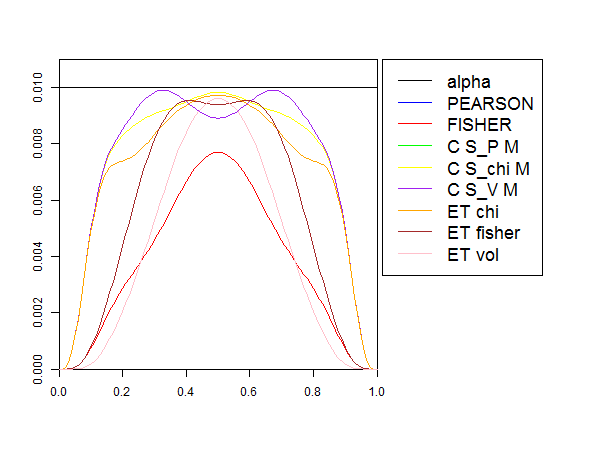 0.010
0.008
0.006
0.004
0.002
0.000
0.0 0.2 0.4 0.6 0.8 1.0
alpha
PEARSON
FISHER
C S_P M
C S_chi M
C S_V M
ET chi
ET fisher
ET vol